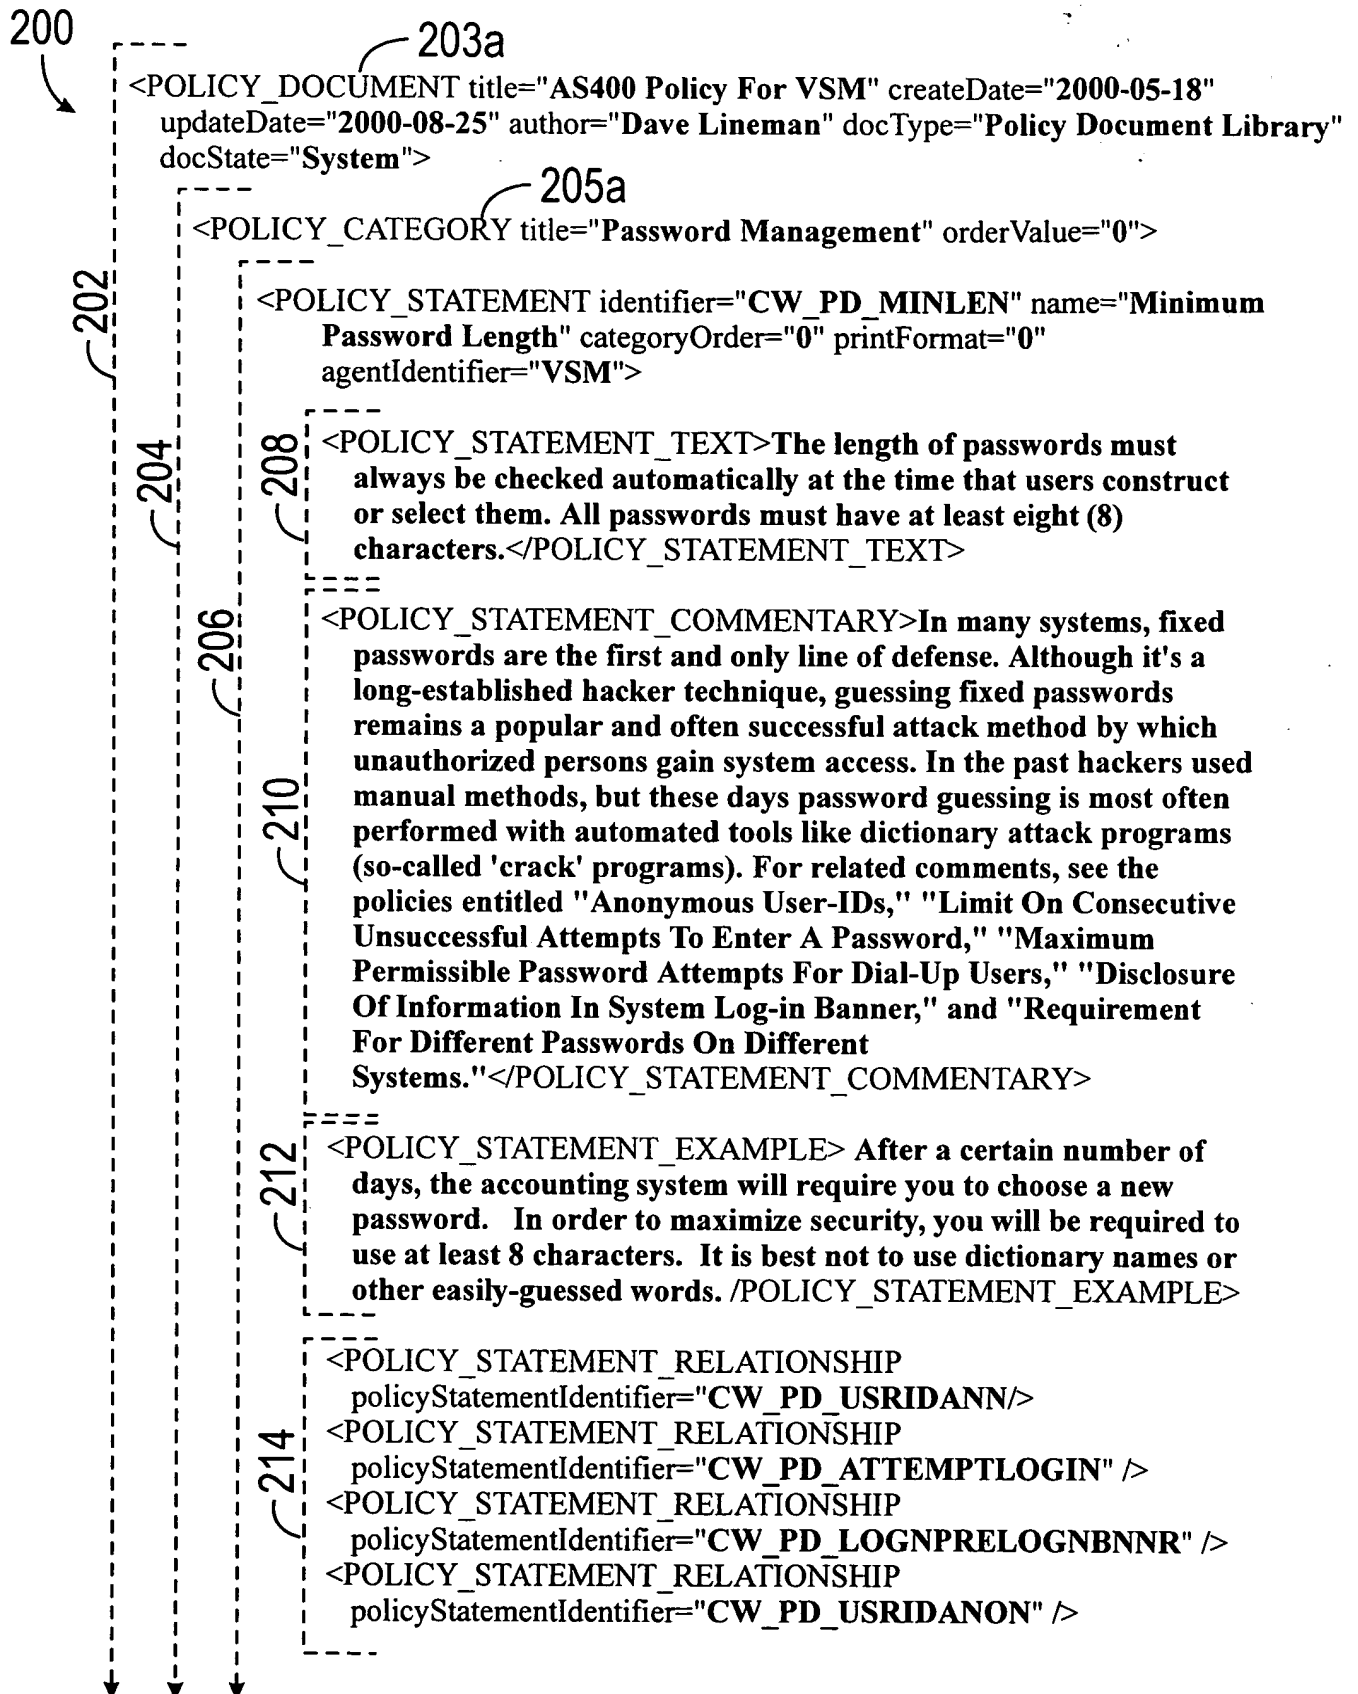 200
203a
<POLICY_DOCUMENT title="AS400 Policy For VSM" createDate="2000-05-18"
updateDate="2000-08-25" author="Dave Lineman" docType="Policy Document Library"
docState="System">
205a
<POLICY_CATEGORY title="Password Management" orderValue="0">
202
<POLICY_STATEMENT identifier="CW_PD_MINLEN" name="Minimum
Password Length" categoryOrder="0" printFormat="0"
agentIdentifier="VSM">
204
208
<POLICY_STATEMENT_TEXT>The length of passwords must
always be checked automatically at the time that users construct
or select them. All passwords must have at least eight (8)
characters.</POLICY_STATEMENT_TEXT>
206
210
<POLICY_STATEMENT_COMMENTARY>In many systems, fixed
passwords are the first and only line of defense. Although it's a
long-established hacker technique, guessing fixed passwords
remains a popular and often successful attack method by which
unauthorized persons gain system access. In the past hackers used
manual methods, but these days password guessing is most often
performed with automated tools like dictionary attack programs
(so-called 'crack' programs). For related comments, see the
policies entitled "Anonymous User-IDs," "Limit On Consecutive
Unsuccessful Attempts To Enter A Password," "Maximum
Permissible Password Attempts For Dial-Up Users," "Disclosure
Of Information In System Log-in Banner," and "Requirement
For Different Passwords On Different
Systems."</POLICY_STATEMENT_COMMENTARY>
212
<POLICY_STATEMENT_EXAMPLE> After a certain number of
days, the accounting system will require you to choose a new
password. In order to maximize security, you will be required to
use at least 8 characters. It is best not to use dictionary names or
other easily-guessed words. /POLICY_STATEMENT_EXAMPLE>
214
<POLICY_STATEMENT_RELATIONSHIP
policyStatementIdentifier="CW_PD_USRIDANN/>
<POLICY_STATEMENT_RELATIONSHIP
policyStatementIdentifier="CW_PD_ATTEMPTLOGIN" />
<POLICY_STATEMENT_RELATIONSHIP
policyStatementIdentifier="CW_PD_LOGNPRELOGNBNNR" />
<POLICY_STATEMENT_RELATIONSHIP
policyStatementIdentifier="CW_PD_USRIDANON" />